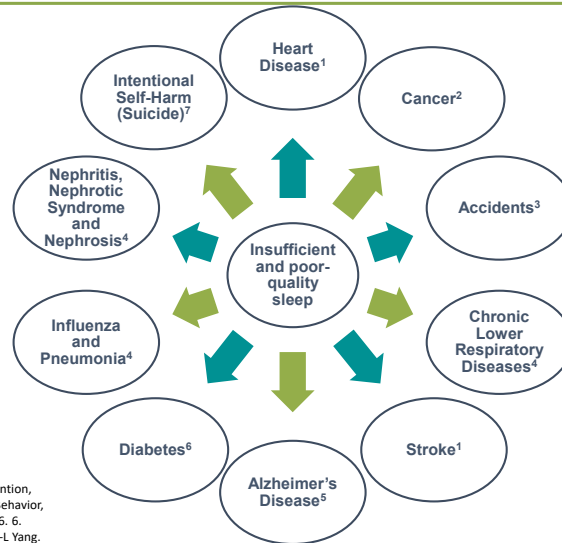 Heart
Disease¹
Cancer²
Accidents³
Chronic
Lower
Respiratory
Diseases⁴
Stroke¹
Alzheimer's
Disease⁵
Diabetes⁶
Influenza
and
Pneumonia⁴
Nephritis,
Nephrotic
Syndrome
and
Nephrosis⁴
Intentional
Self-Harm
(Suicide)⁷
Insufficient
and poor-
quality
sleep
ntion,
ehavior,
6. 6.
-L Yang.